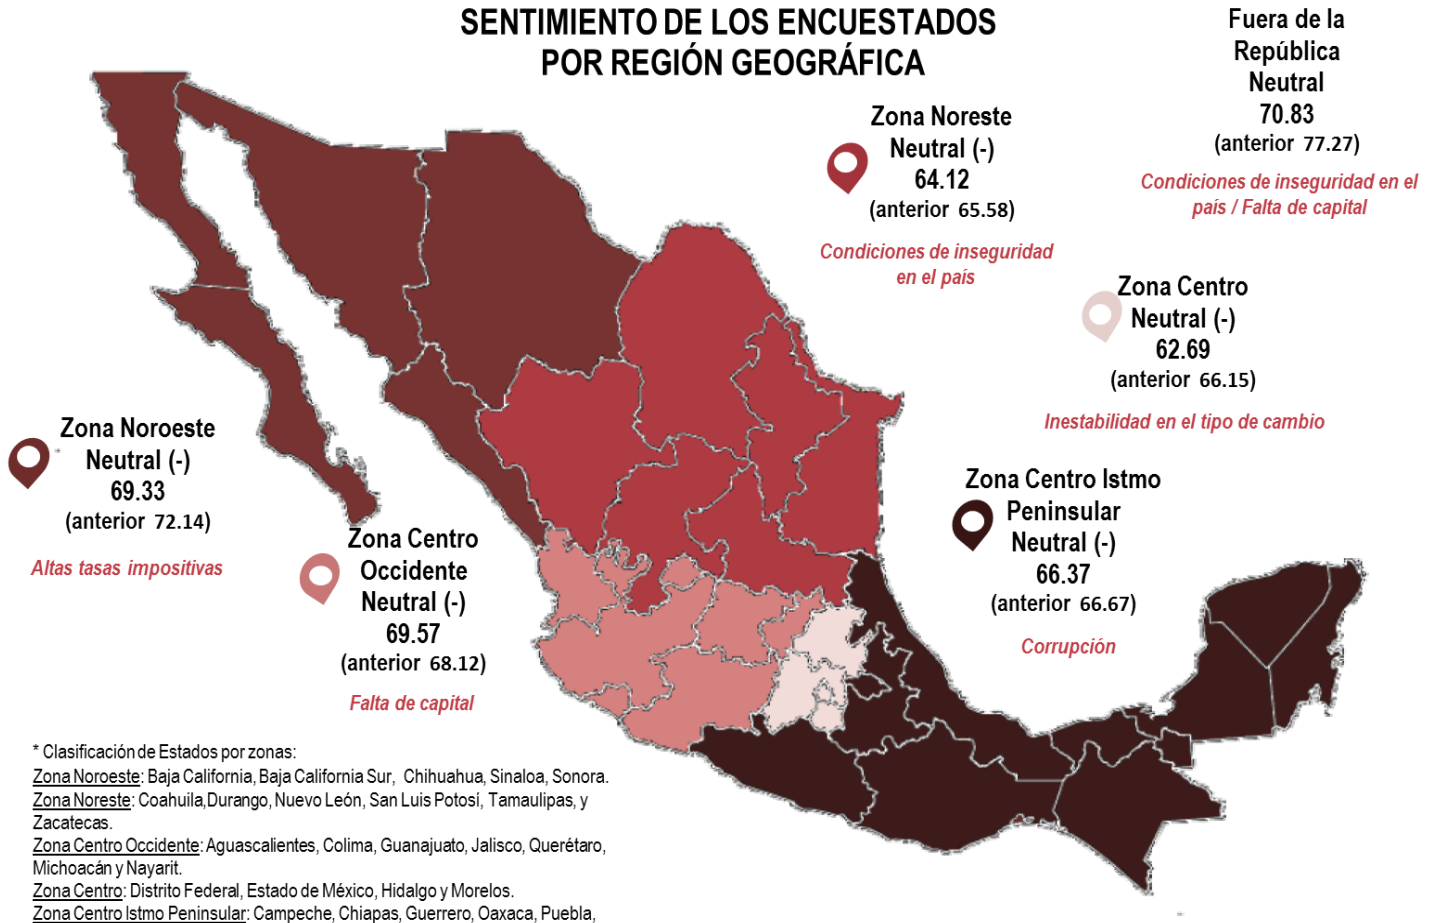 SENTIMIENTO DE LOS ENCUESTADOS
POR REGIÓN GEOGRÁFICA
Fuera de la
República
Neutral
70.83
(anterior 77.27)
Condiciones de inseguridad en el
país / Falta de capital
Zona Noreste
Neutral (-)
64.12
(anterior 65.58)
Condiciones de inseguridad
en el país
Zona Centro
Neutral (-)
62.69
(anterior 66.15)
Inestabilidad en el tipo de cambio
Zona Noroeste
Neutral (-)
69.33
(anterior 72.14)
Altas tasas impositivas
Zona Centro Istmo
Peninsular
Neutral (-)
66.37
(anterior 66.67)
Corrupción
Zona Centro
Occidente
Neutral (-)
69.57
(anterior 68.12)
Falta de capital
* Clasificación de Estados por zonas:
Zona Noroeste: Baja California, Baja California Sur, Chihuahua, Sinaloa, Sonora.
Zona Noreste: Coahuila,Durango, Nuevo León, San Luis Potosí, Tamaulipas, y
Zacatecas.
Zona Centro Occidente: Aguascalientes, Colima, Guanajuato, Jalisco, Querétaro,
Michoacán y Nayarit.
Zona Centro: Distrito Federal, Estado de México, Hidalgo y Morelos.
Zona Centro Istmo Peninsular: Campeche, Chiapas, Guerrero, Oaxaca, Puebla,